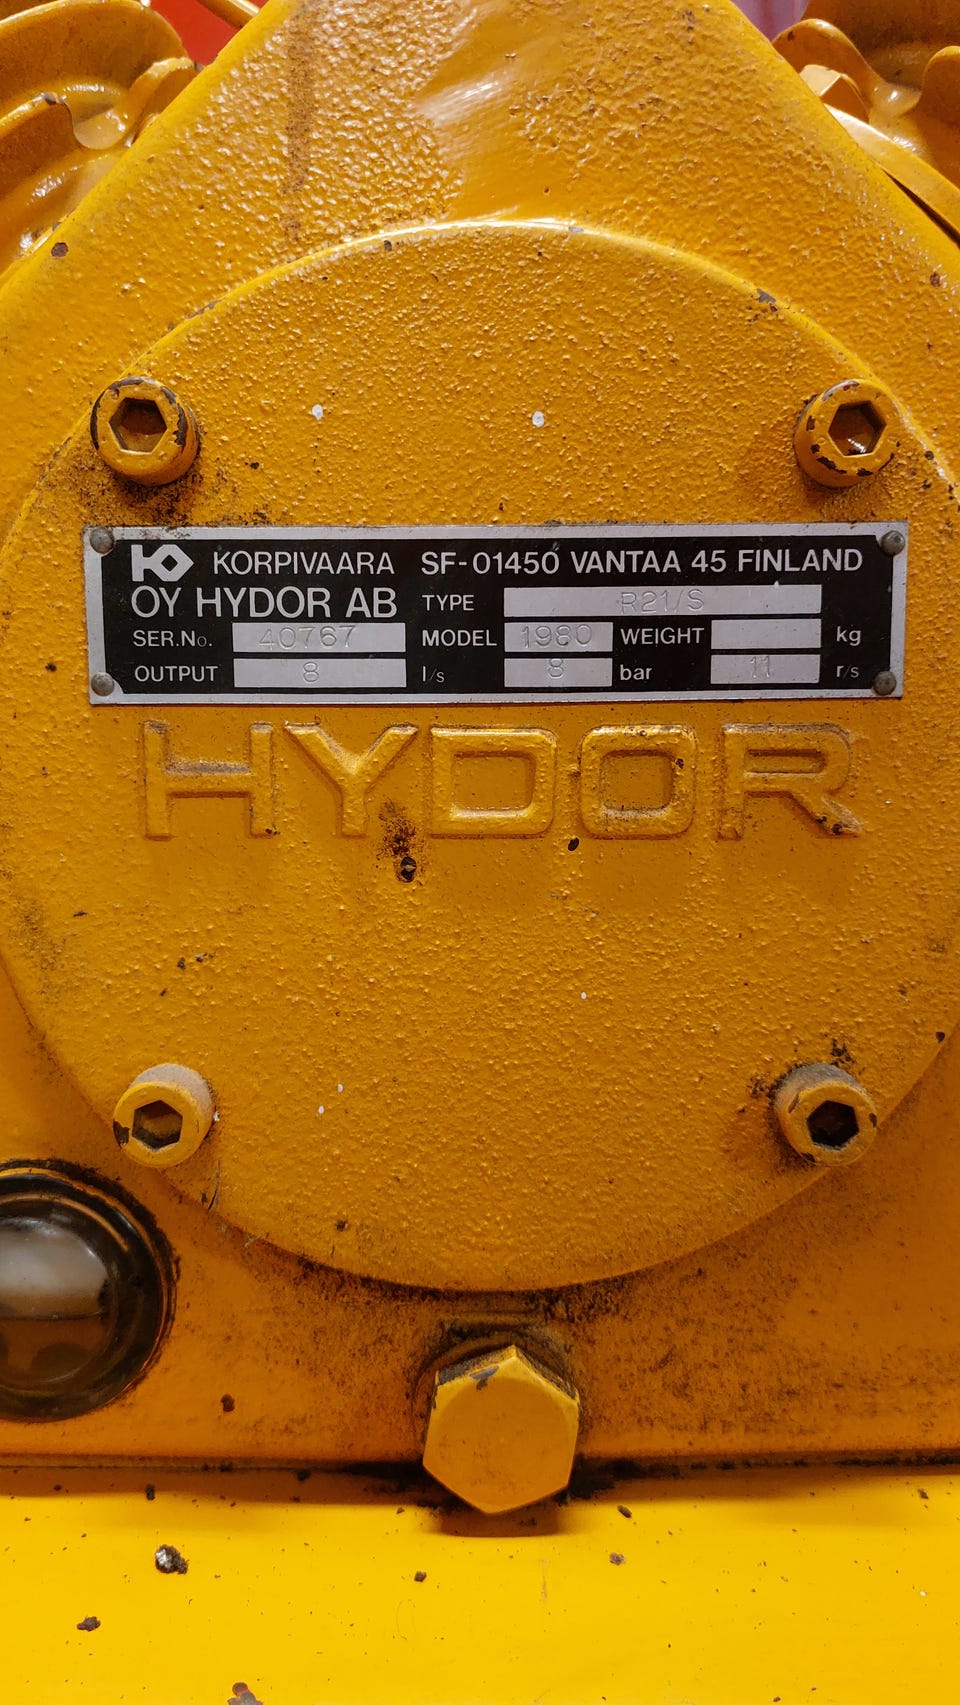 KORPIVAARA SF-01450 VANTAA 45 FINLAND
OY HYDOR AB TYPE R21/S
SER.No. 40767 MODEL 1980 WEIGHT kg
OUTPUT 8 l/s 8 bar 11 r/s
HYDOR